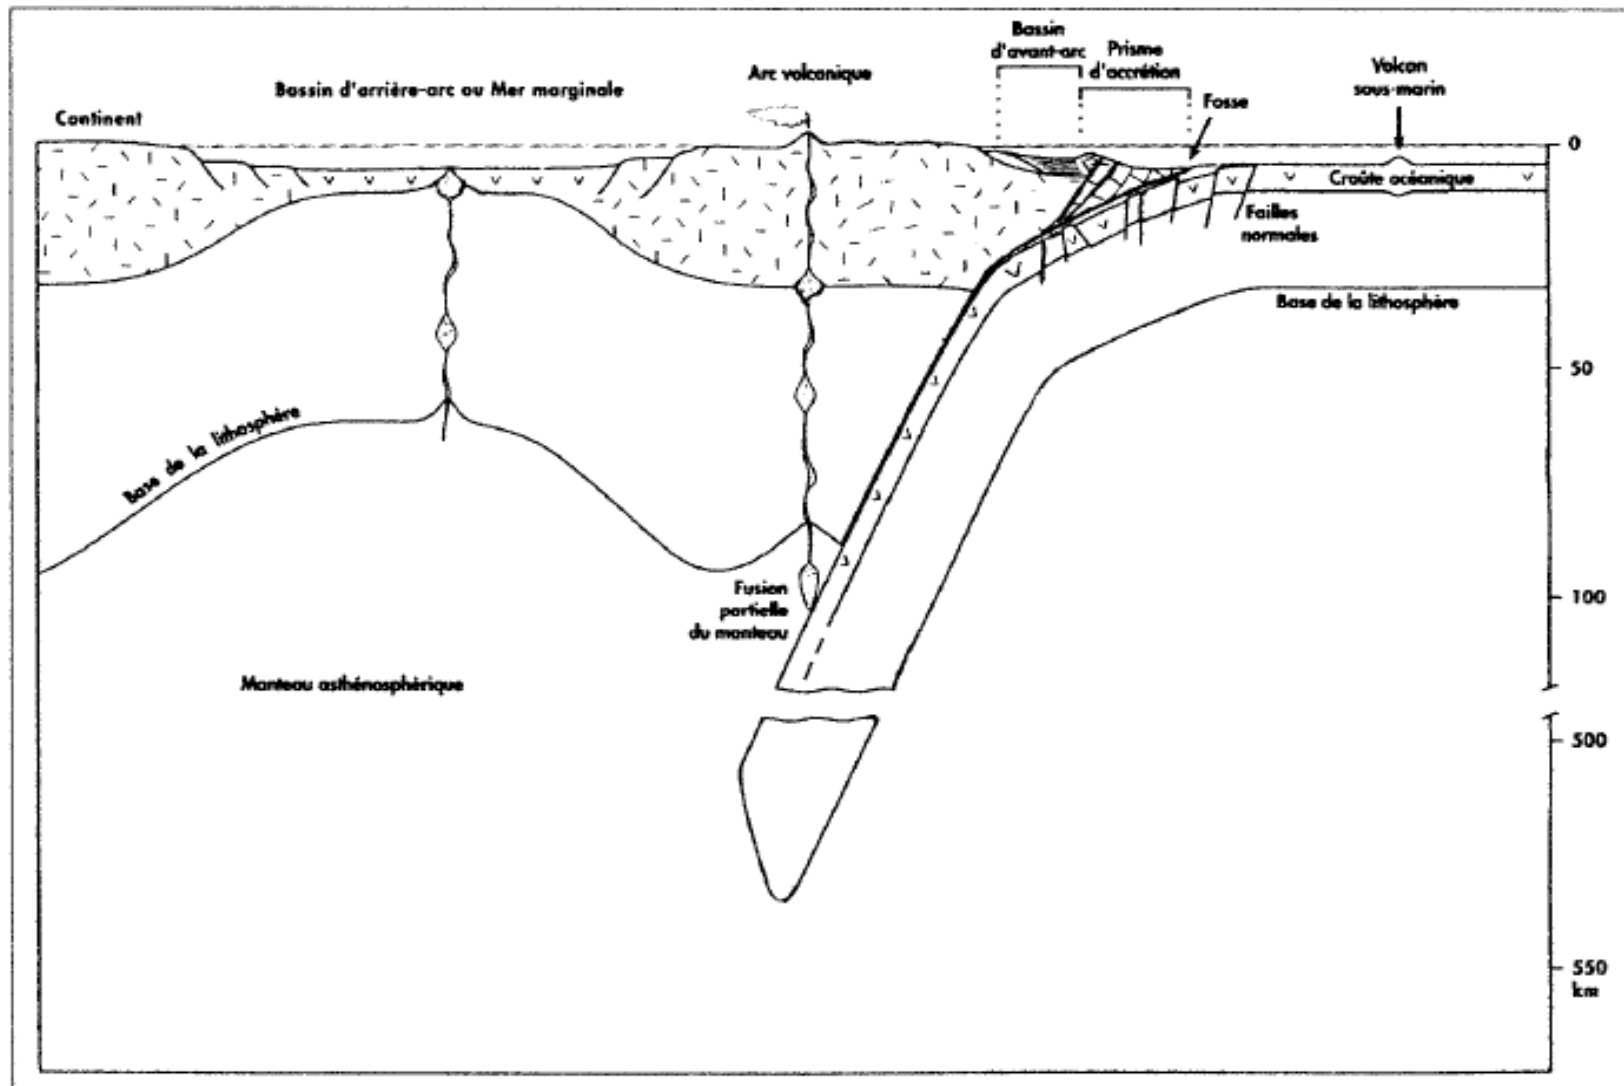 Bassin
d'avant-arc
Prisme
d'accrétion
Arc volcanique
Volcan
sous-marin
Bassin d'arrière-arc ou Mer marginale
Fosse
Continent
0
Croûte océanique
Failles
normales
Base de la lithosphère
50
Base de la lithosphère
Fusion
partielle
du manteau
100
Manteau asthénosphérique
500
550
km